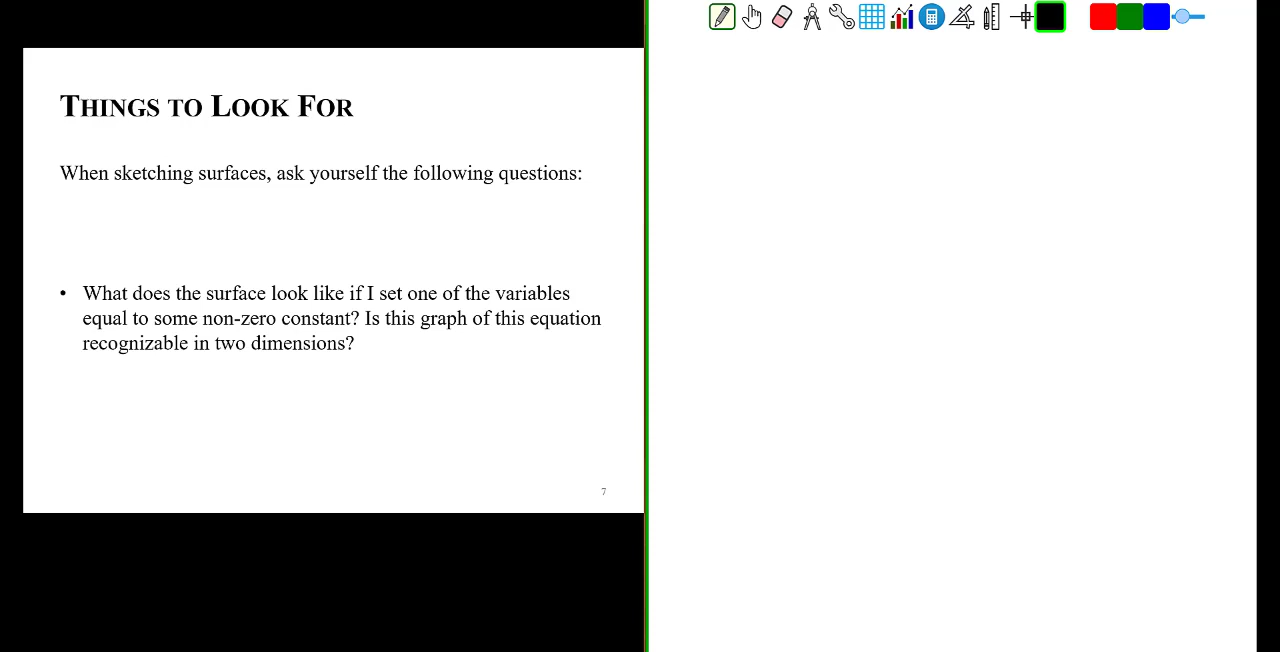 THINGS TO LOOK FOR
When sketching surfaces, ask yourself the following questions:
• What does the surface look like if I set one of the variables
equal to some non-zero constant? Is this graph of this equation
recognizable in two dimensions?
7